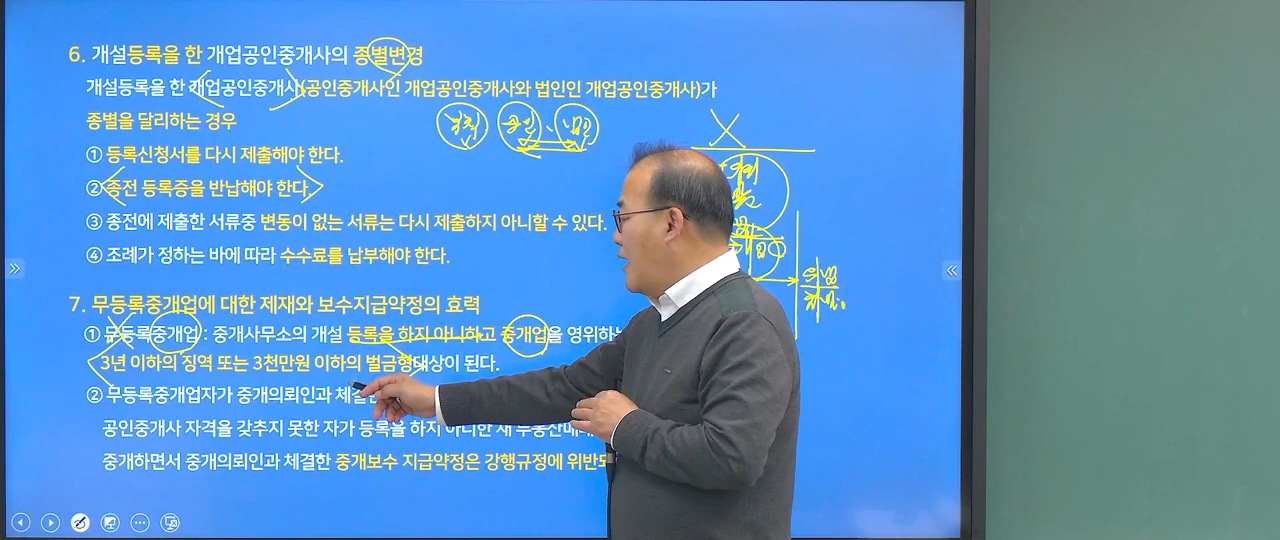 6. 개설등록을 한 개업공인중개사의 종별변경
개설등록을 한 개업공인중개사(공인중개사인 개업공인중개사와 법인인 개업공인중개사)가
종별을 달리하는 경우
공인, 법인
① 등록신청서를 다시 제출해야 한다.
② 종전 등록증을 반납해야 한다.
③ 종전에 제출한 서류중 변동이 없는 서류는 다시 제출하지 아니할 수 있다.
④ 조례가 정하는 바에 따라 수수료를 납부해야 한다.
7. 무등록중개업에 대한 제재와 보수지급약정의 효력
① 무등록중개업 : 중개사무소의 개설 등록을 하지 아니하고 중개업을 영위하는
3년 이하의 징역 또는 3천만원 이하의 벌금형대상이 된다.
② 무등록중개업자가 중개의뢰인과 체결한
공인중개사 자격을 갖추지 못한 자가 등록을 하지 아니한 채 부동산매매
중개하면서 중개의뢰인과 체결한 중개보수 지급약정은 강행규정에 위반되